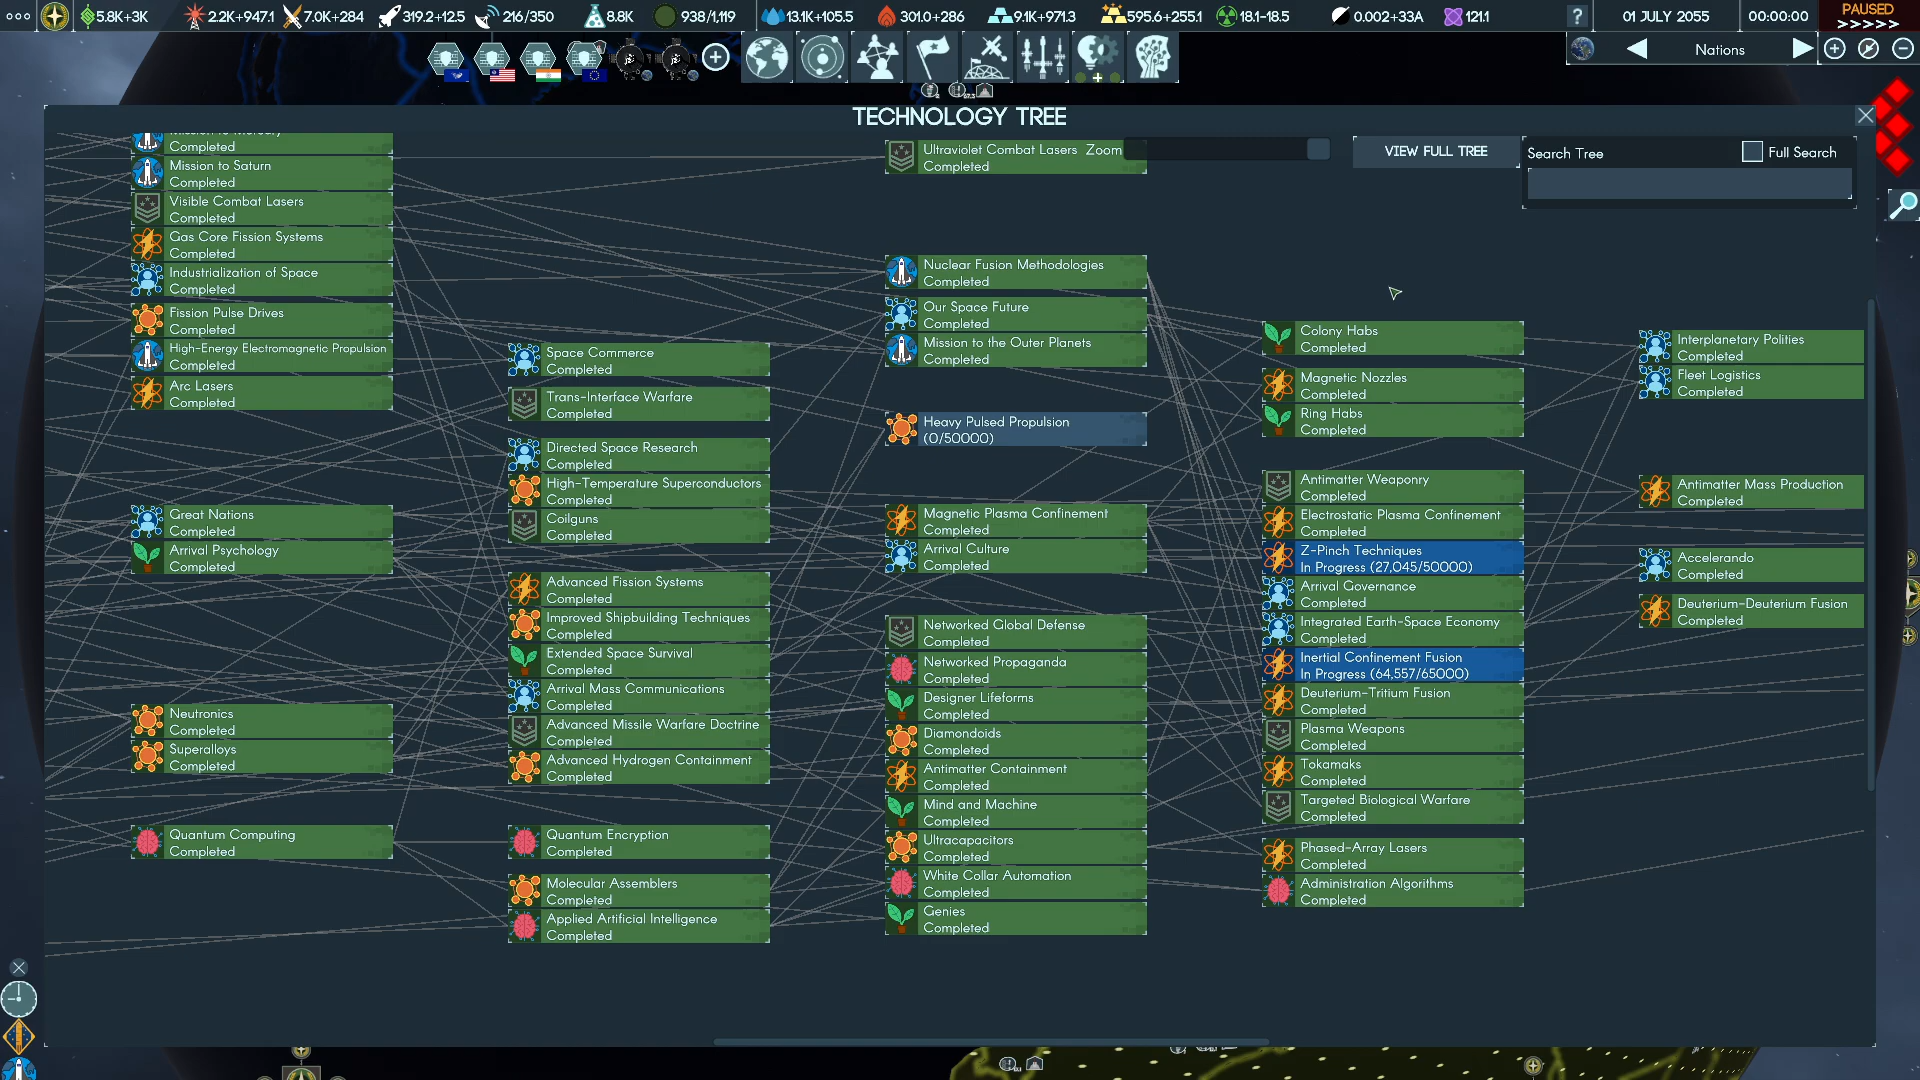 5.8K+3K
2.2K+947.1
7.0K+284
319.2+12.5
216/350
8.8K
938/1,119
13.1K+105.5
301.0+286
9.1K+971.3
595.6+255.1
18.1-18.5
0.002+33A
121.1
?
01 JULY 2055
00:00:00
PAUSED
>>>>>
Nations
TECHNOLOGY TREE
Zoom
VIEW FULL TREE
Search Tree
Full Search
Completed
Mission to Saturn
Completed
Visible Combat Lasers
Completed
Gas Core Fission Systems
Completed
Industrialization of Space
Completed
Fission Pulse Drives
Completed
High-Energy Electromagnetic Propulsion
Completed
Arc Lasers
Completed
Great Nations
Completed
Arrival Psychology
Completed
Neutronics
Completed
Superalloys
Completed
Quantum Computing
Completed
Space Commerce
Completed
Trans-Interface Warfare
Completed
Directed Space Research
Completed
High-Temperature Superconductors
Completed
Coilguns
Completed
Advanced Fission Systems
Completed
Improved Shipbuilding Techniques
Completed
Extended Space Survival
Completed
Arrival Mass Communications
Completed
Advanced Missile Warfare Doctrine
Completed
Advanced Hydrogen Containment
Completed
Quantum Encryption
Completed
Molecular Assemblers
Completed
Applied Artificial Intelligence
Completed
Ultraviolet Combat Lasers
Completed
Nuclear Fusion Methodologies
Completed
Our Space Future
Completed
Mission to the Outer Planets
Completed
Heavy Pulsed Propulsion
(0/50000)
Magnetic Plasma Confinement
Completed
Arrival Culture
Completed
Networked Global Defense
Completed
Networked Propaganda
Completed
Designer Lifeforms
Completed
Diamondoids
Completed
Antimatter Containment
Completed
Mind and Machine
Completed
Ultracapacitors
Completed
White Collar Automation
Completed
Genies
Completed
Colony Habs
Completed
Magnetic Nozzles
Completed
Ring Habs
Completed
Antimatter Weaponry
Completed
Electrostatic Plasma Confinement
Completed
Z-Pinch Techniques
In Progress (27,045/50000)
Arrival Governance
Completed
Integrated Earth-Space Economy
Completed
Inertial Confinement Fusion
In Progress (64,557/65000)
Deuterium-Tritium Fusion
Completed
Plasma Weapons
Completed
Tokamaks
Completed
Targeted Biological Warfare
Completed
Phased-Array Lasers
Completed
Administration Algorithms
Completed
Interplanetary Polities
Completed
Fleet Logistics
Completed
Antimatter Mass Production
Completed
Accelerando
Completed
Deuterium-Deuterium Fusion
Completed